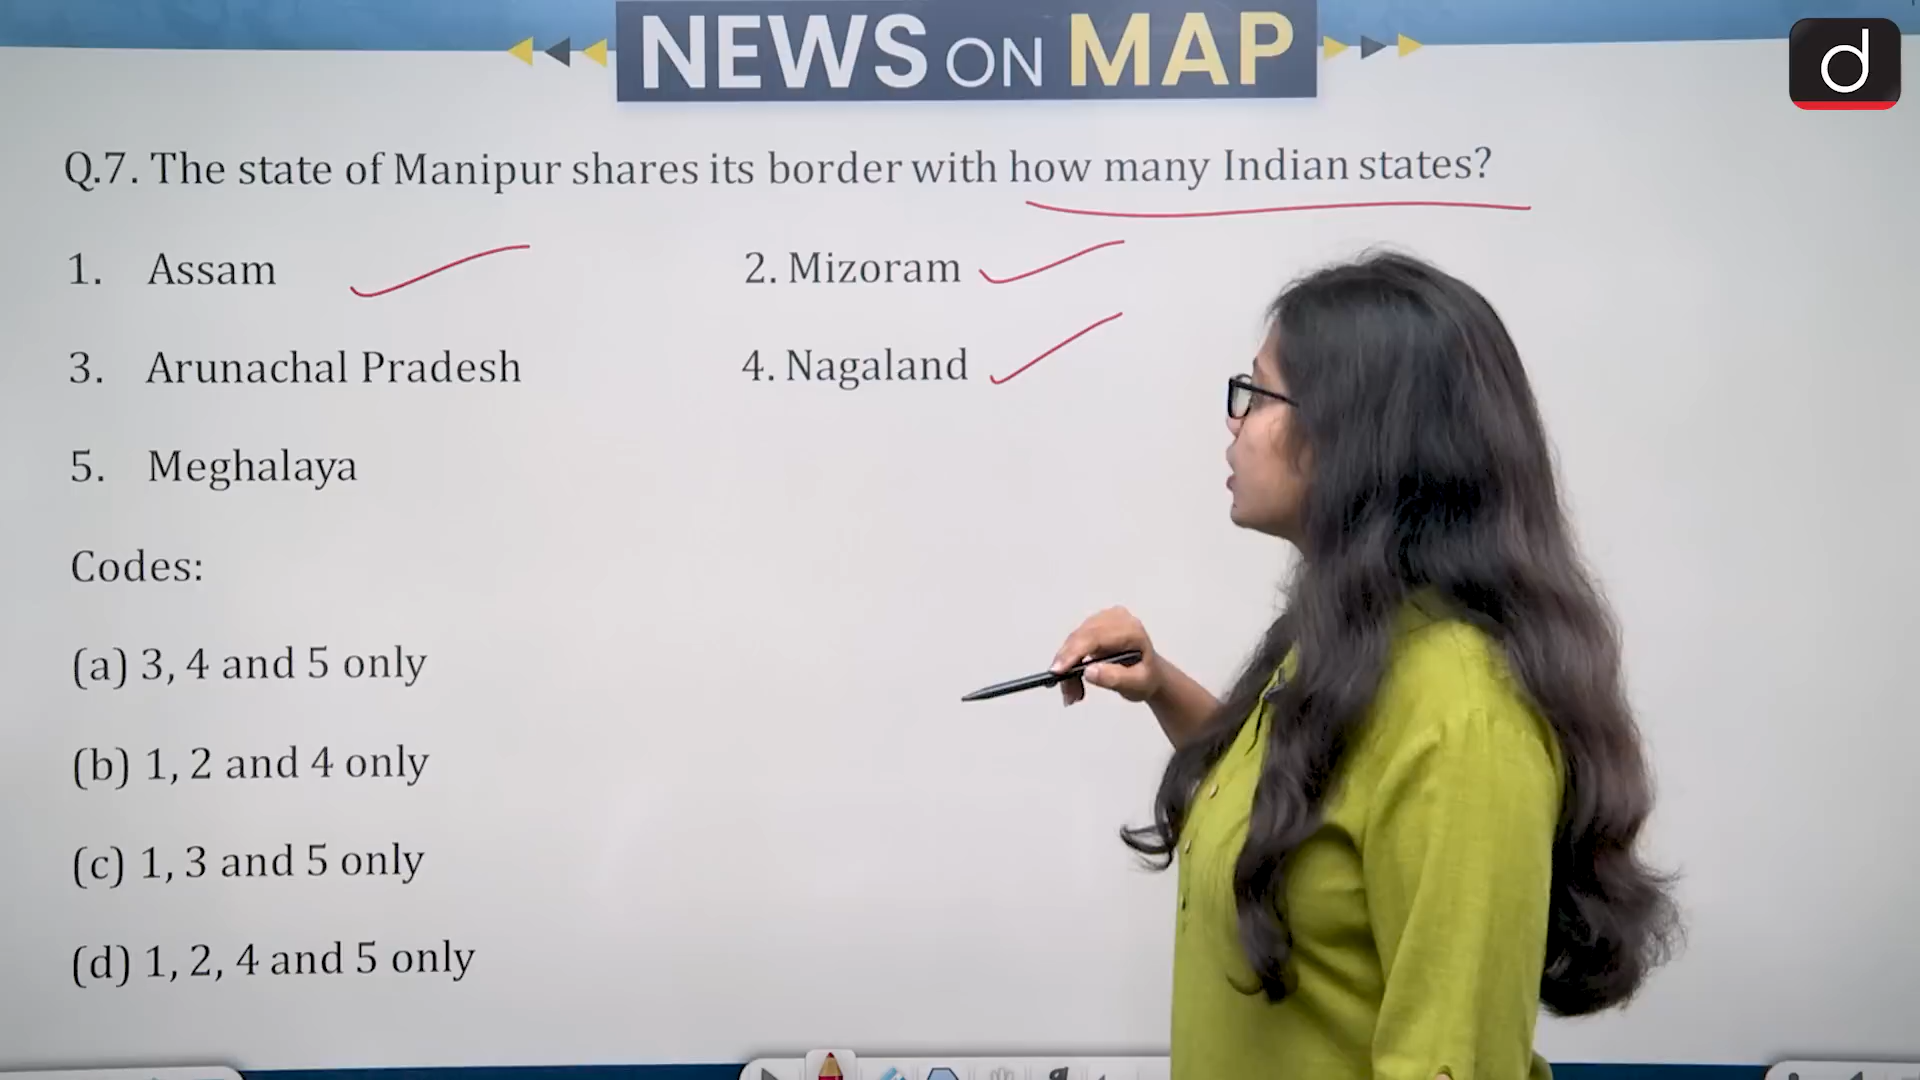 NEWS ON MAP
d
Q.7. The state of Manipur shares its border with how many Indian states?
1. Assam 2. Mizoram
3. Arunachal Pradesh 4. Nagaland
5. Meghalaya
Codes:
(a) 3, 4 and 5 only
(b) 1, 2 and 4 only
(c) 1, 3 and 5 only
(d) 1, 2, 4 and 5 only